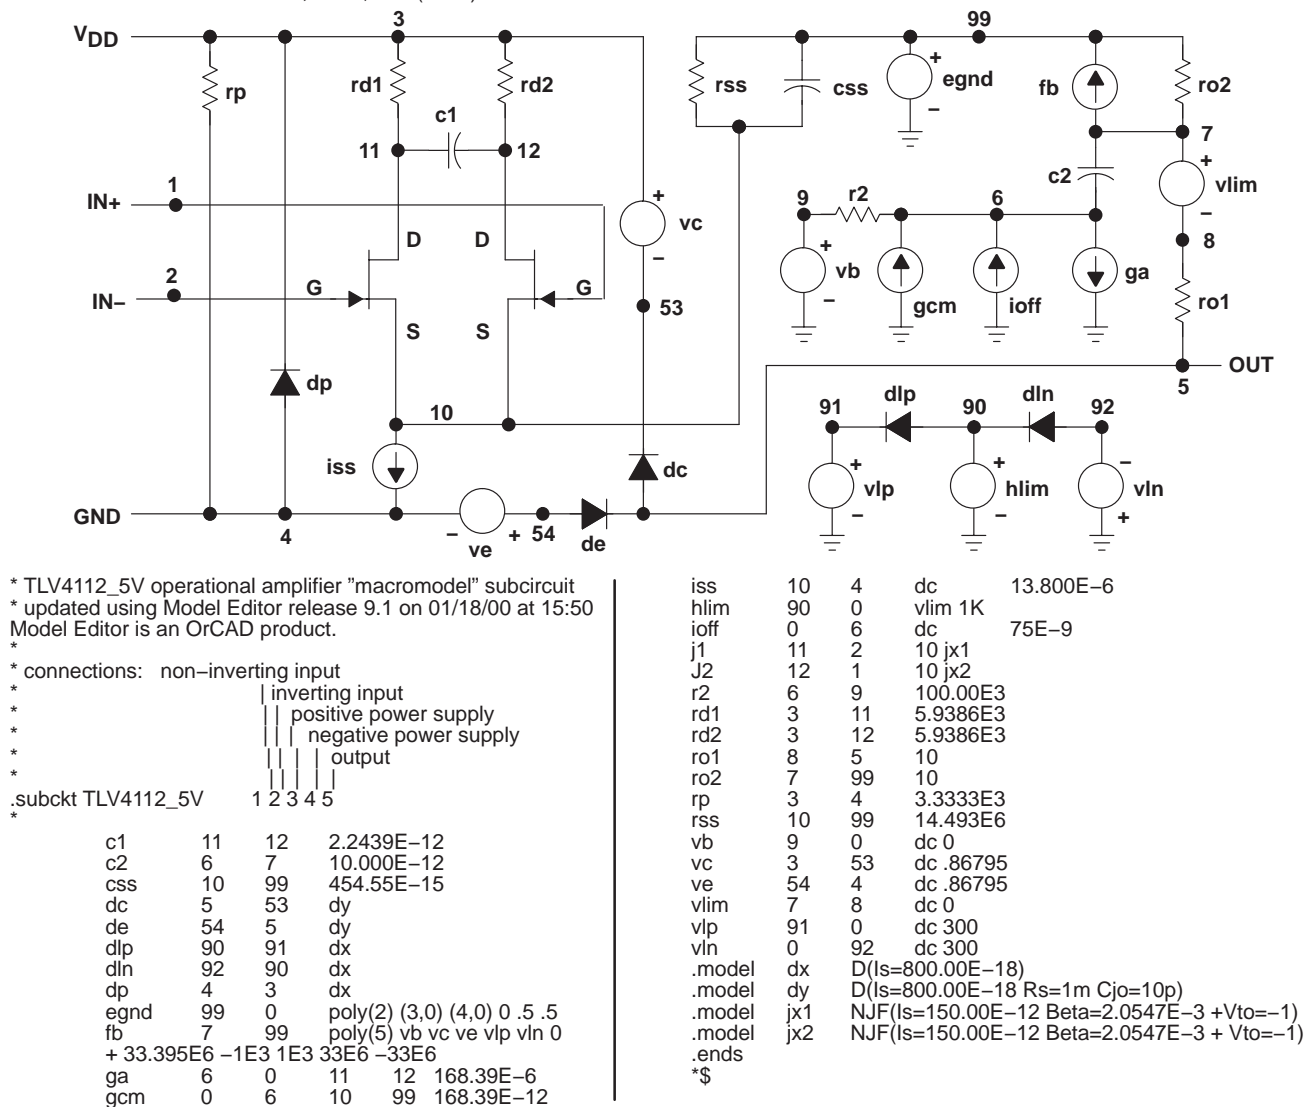 3
99
VDD
rp
rd1
rd2
c1
11
12
rss
css
+
egnd
−
fb
ro2
7
c2
+
vlim
−
8
1
IN+
2
IN−
G
D
D
G
S
S
+
vc
−
53
9
r2
6
+
vb
−
gcm
ioff
ga
ro1
OUT
5
dp
10
iss
dc
GND
4
− ve + 54
de
91
dlp
90
dln
92
+
vlp
−
+
hlim
−
−
vln
+
* TLV4112_5V operational amplifier ”macromodel” subcircuit
* updated using Model Editor release 9.1 on 01/18/00 at 15:50
Model Editor is an OrCAD product.
*
* connections: non−inverting input
* | inverting input
* | | positive power supply
* | | | negative power supply
* | | | | output
* | | | | |
.subckt TLV4112_5V 1 2 3 4 5
*
c1 11 12 2.2439E−12
c2 6 7 10.000E−12
css 10 99 454.55E−15
dc 5 53 dy
de 54 5 dy
dlp 90 91 dx
dln 92 90 dx
dp 4 3 dx
egnd 99 0 poly(2) (3,0) (4,0) 0 .5 .5
fb 7 99 poly(5) vb vc ve vlp vln 0
+ 33.395E6 −1E3 1E3 33E6 −33E6
ga 6 0 11 12 168.39E−6
gcm 0 6 10 99 168.39E−12
iss 10 4 dc 13.800E−6
hlim 90 0 vlim 1K
ioff 0 6 dc 75E−9
j1 11 2 10 jx1
J2 12 1 10 jx2
r2 6 9 100.00E3
rd1 3 11 5.9386E3
rd2 3 12 5.9386E3
ro1 8 5 10
ro2 7 99 10
rp 3 4 3.3333E3
rss 10 99 14.493E6
vb 9 0 dc 0
vc 3 53 dc .86795
ve 54 4 dc .86795
vlim 7 8 dc 0
vlp 91 0 dc 300
vln 0 92 dc 300
.model dx D(Is=800.00E−18)
.model dy D(Is=800.00E−18 Rs=1m Cjo=10p)
.model jx1 NJF(Is=150.00E−12 Beta=2.0547E−3 +Vto=−1)
.model jx2 NJF(Is=150.00E−12 Beta=2.0547E−3 + Vto=−1)
.ends
*$